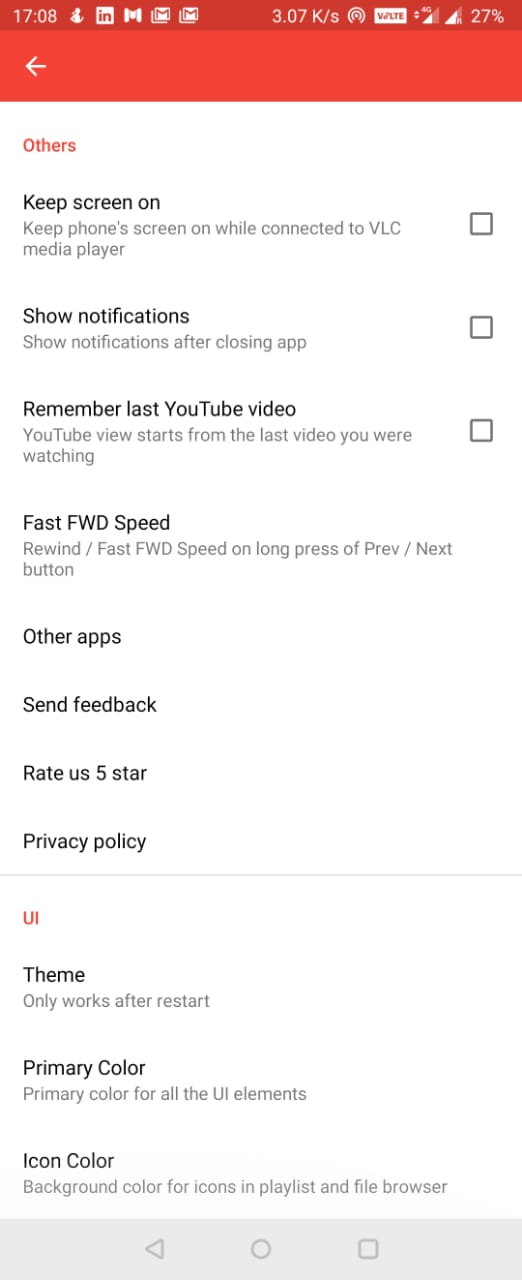 17:08 in 3.07 K/s VoLTE 4G R 27%
Others
Keep screen on
Keep phone's screen on while connected to VLC
media player
Show notifications
Show notifications after closing app
Remember last YouTube video
YouTube view starts from the last video you were
watching
Fast FWD Speed
Rewind / Fast FWD Speed on long press of Prev / Next
button
Other apps
Send feedback
Rate us 5 star
Privacy policy
UI
Theme
Only works after restart
Primary Color
Primary color for all the UI elements
Icon Color
Background color for icons in playlist and file browser